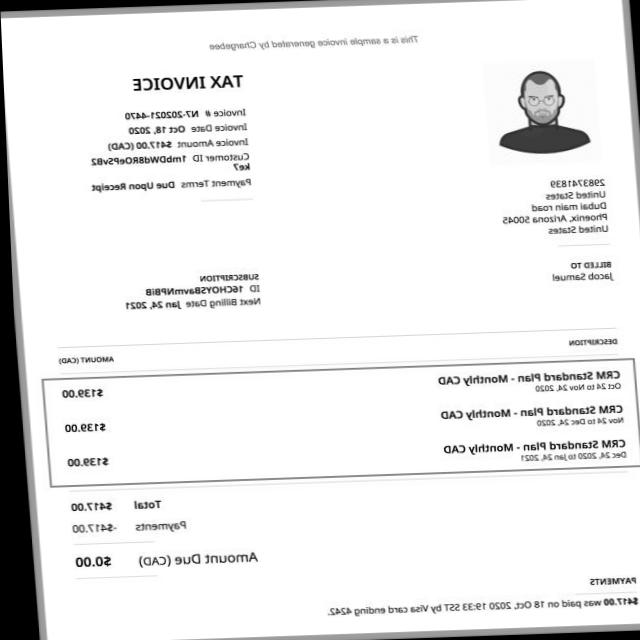 This is a sample invoice generated by Chargebee
TAX INVOICE
Invoice # N7-202021-4470
Invoice Date Oct 18, 2020
Invoice Amount $417.00 (CAD)
Customer ID 1mbDWd8ROePSvB2
ke7
Payment Terms Due Upon Receipt
2983741839
United States
Dubai main road
Phoenix, Arizona 50045
United States
BILLED TO
Jacob Samuel
SUBSCRIPTION
ID 16CHOYSBavmNPBiB
Next Billing Date Jan 24, 2021
DESCRIPTION AMOUNT (CAD)
CRM Standard Plan - Monthly CAD $139.00
Oct 24 to Nov 24, 2020
CRM Standard Plan - Monthly CAD $139.00
Nov 24 to Dec 24, 2020
CRM Standard Plan - Monthly CAD $139.00
Dec 24, 2020 to Jan 24, 2021
Total $417.00
Payments -$417.00
Amount Due (CAD) $0.00
PAYMENTS
$417.00 was paid on 18 Oct, 2020 19:33 SST by Visa card ending 4242.